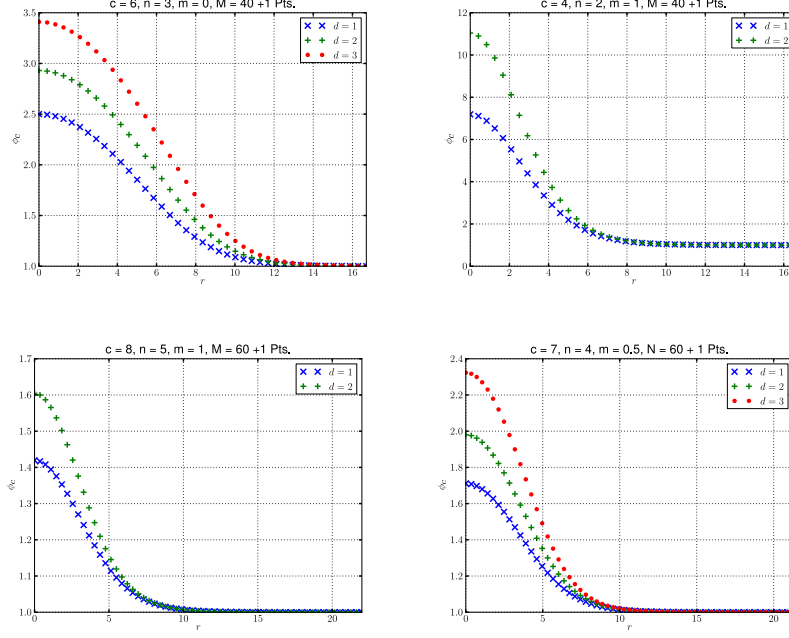 c = 6, n = 3, m = 0, M = 40 +1 Pts.
d = 1
d = 2
d = 3
3.5
3.0
2.5
2.0
1.5
1.0
ϕc
0 2 4 6 8 10 12 14 16
r
c = 4, n = 2, m = 1, M = 40 +1 Pts.
d = 1
d = 2
12
10
8
6
4
2
0
ϕc
0 2 4 6 8 10 12 14 16
r
c = 8, n = 5, m = 1, M = 60 +1 Pts.
d = 1
d = 2
1.7
1.6
1.5
1.4
1.3
1.2
1.1
1.0
ϕc
0 5 10 15 20
r
c = 7, n = 4, m = 0.5, N = 60 + 1 Pts.
d = 1
d = 2
d = 3
2.4
2.2
2.0
1.8
1.6
1.4
1.2
1.0
ϕc
0 5 10 15 20
r